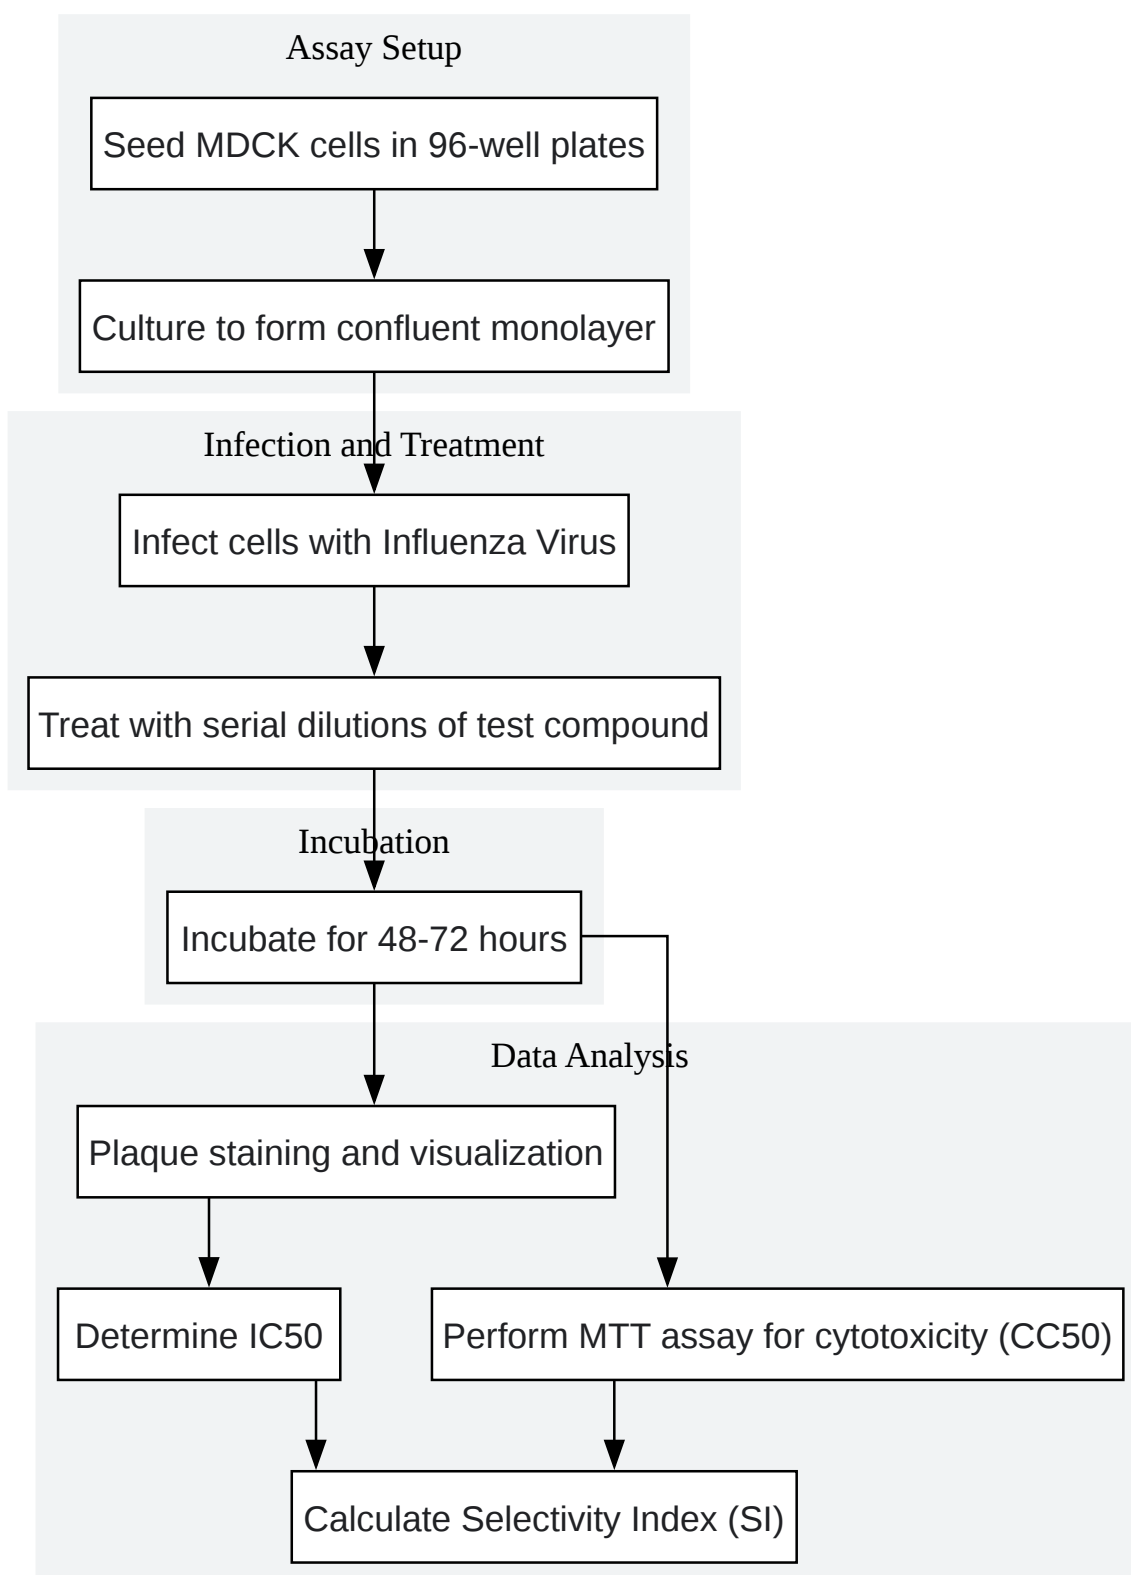 Assay Setup
Seed MDCK cells in 96-well plates
Culture to form confluent monolayer
Infection and Treatment
Infect cells with Influenza Virus
Treat with serial dilutions of test compound
Incubation
Incubate for 48-72 hours
Data Analysis
Plaque staining and visualization
Determine IC50
Perform MTT assay for cytotoxicity (CC50)
Calculate Selectivity Index (SI)